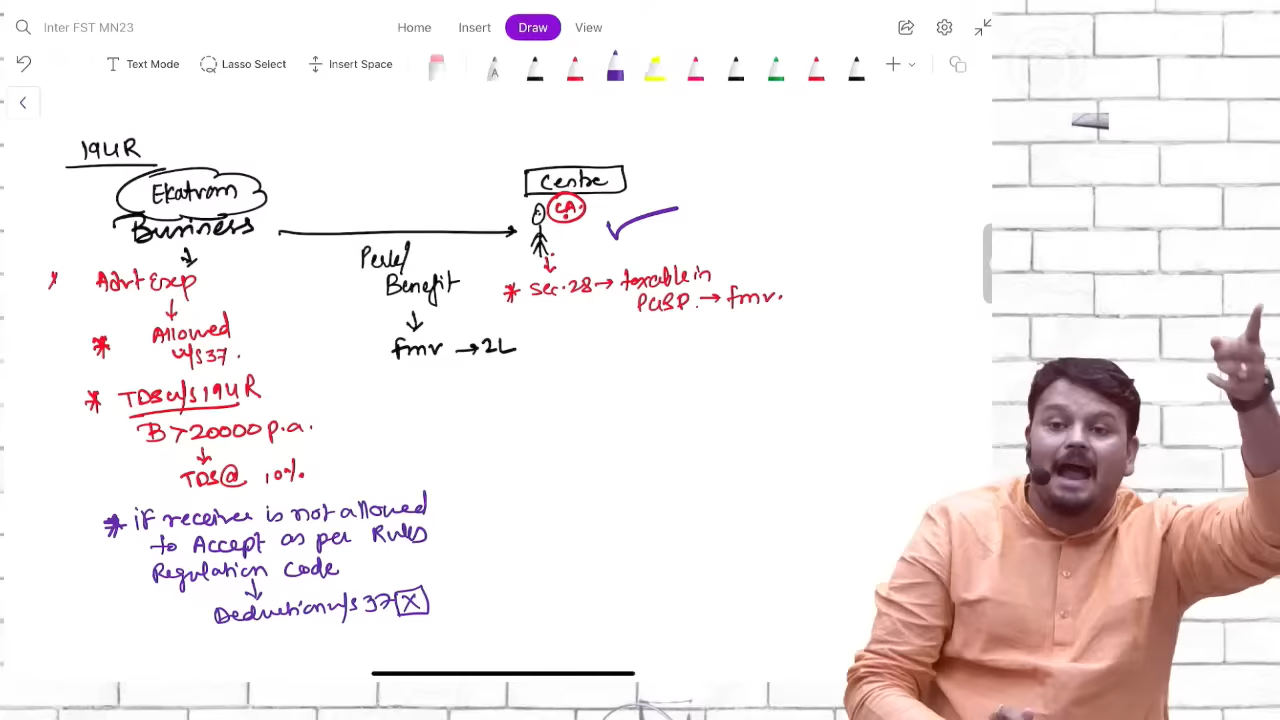 Inter FST MN23
Home
Insert
Draw
View
Text Mode
Lasso Select
Insert Space
194R
Ekatvam
Business
Centre
CA.
Perk/
Benefit
fmv → 2L
* Sec.28 → taxable in
PGBP. → fmv.
Advt Exep
Allowed
u/s 37.
* TDS u/s 194R
B > 20000 p.a.
TDS @ 10%
* if receiver is not allowed
to Accept as per Rules
Regulation Code
Deduction u/s 37 X